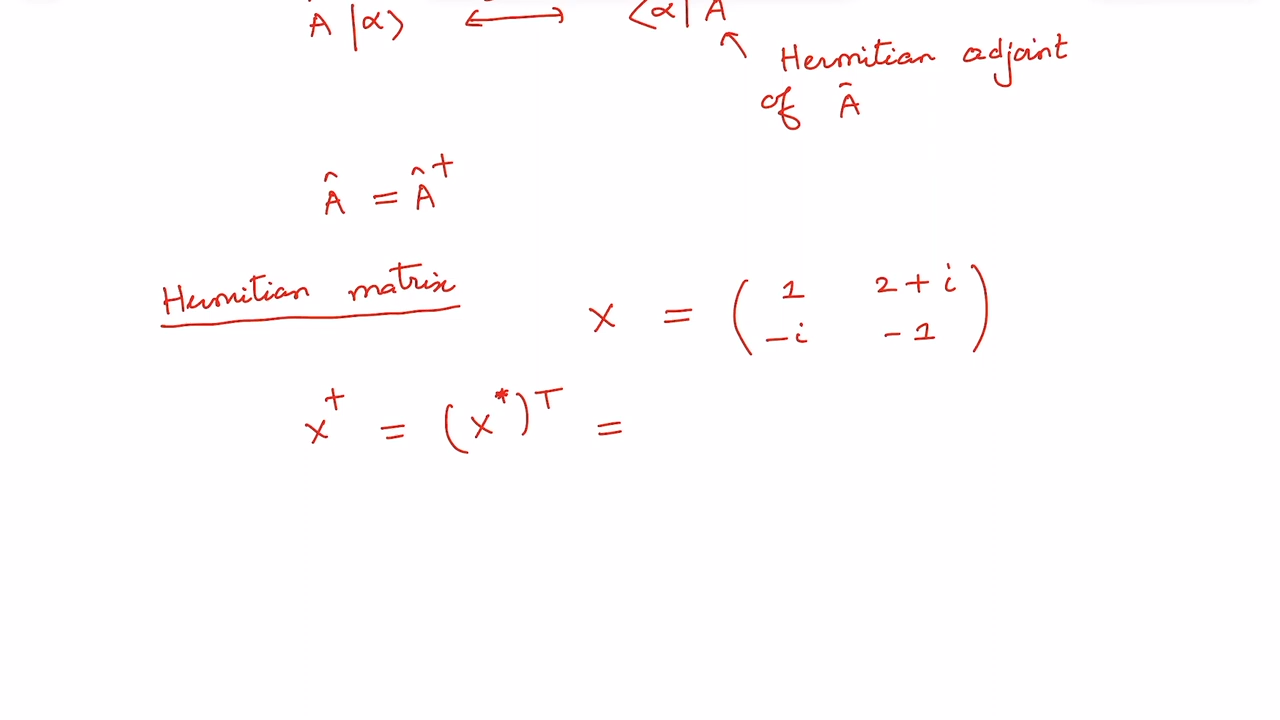 A |α⟩ ⟷ ⟨α| A
Hermitian adjoint
of Â
Â = Â†
Hermitian matrix
X = ( 1 2+i
-i -1 )
X† = (X*)ᵀ =